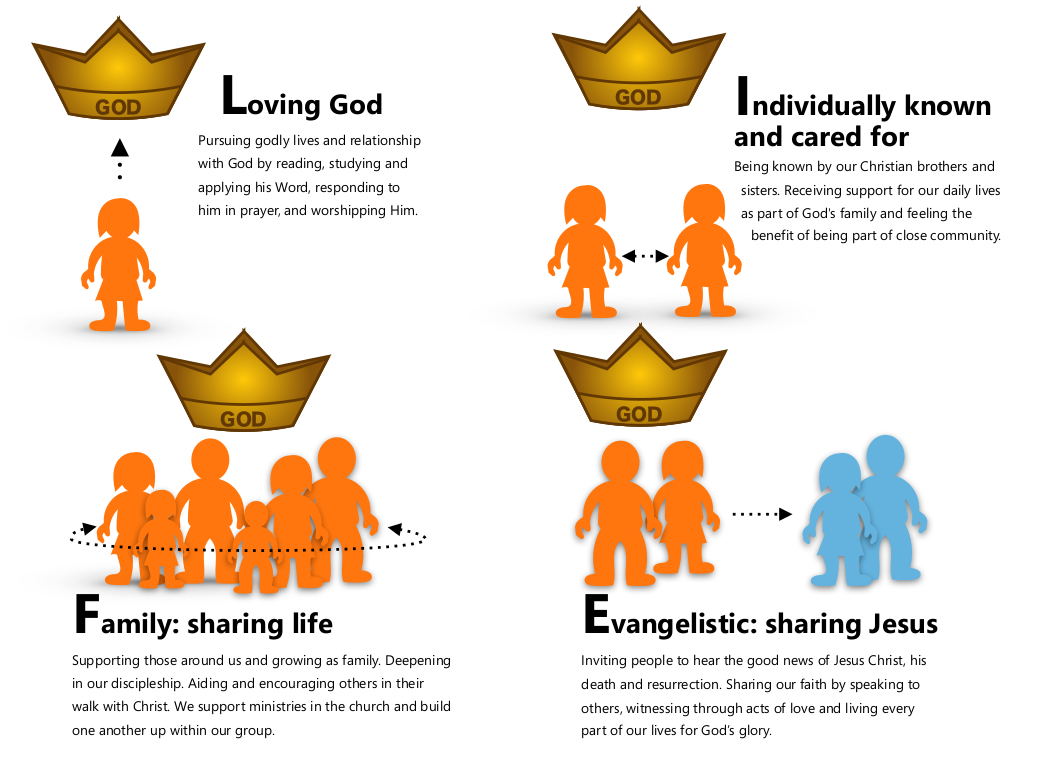 GOD
Loving God
Pursuing godly lives and relationship
with God by reading, studying and
applying his Word, responding to
him in prayer, and worshipping Him.
GOD
Individually known
and cared for
Being known by our Christian brothers and
sisters. Receiving support for our daily lives
as part of God's family and feeling the
benefit of being part of close community.
GOD
Family: sharing life
Supporting those around us and growing as family. Deepening
in our discipleship. Aiding and encouraging others in their
walk with Christ. We support ministries in the church and build
one another up within our group.
GOD
Evangelistic: sharing Jesus
Inviting people to hear the good news of Jesus Christ, his
death and resurrection. Sharing our faith by speaking to
others, witnessing through acts of love and living every
part of our lives for God's glory.